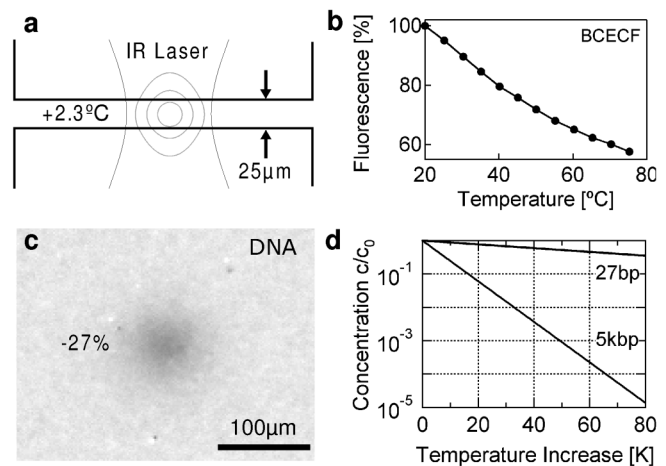 a
IR Laser
+2.3ºC
25µm
b
BCECF
Fluorescence [%]
100
80
60
20 40 60 80
Temperature [ºC]
c
DNA
-27%
100µm
d
Concentration c/c0
10-1
10-3
10-5
27bp
5kbp
0 20 40 60 80
Temperature Increase [K]